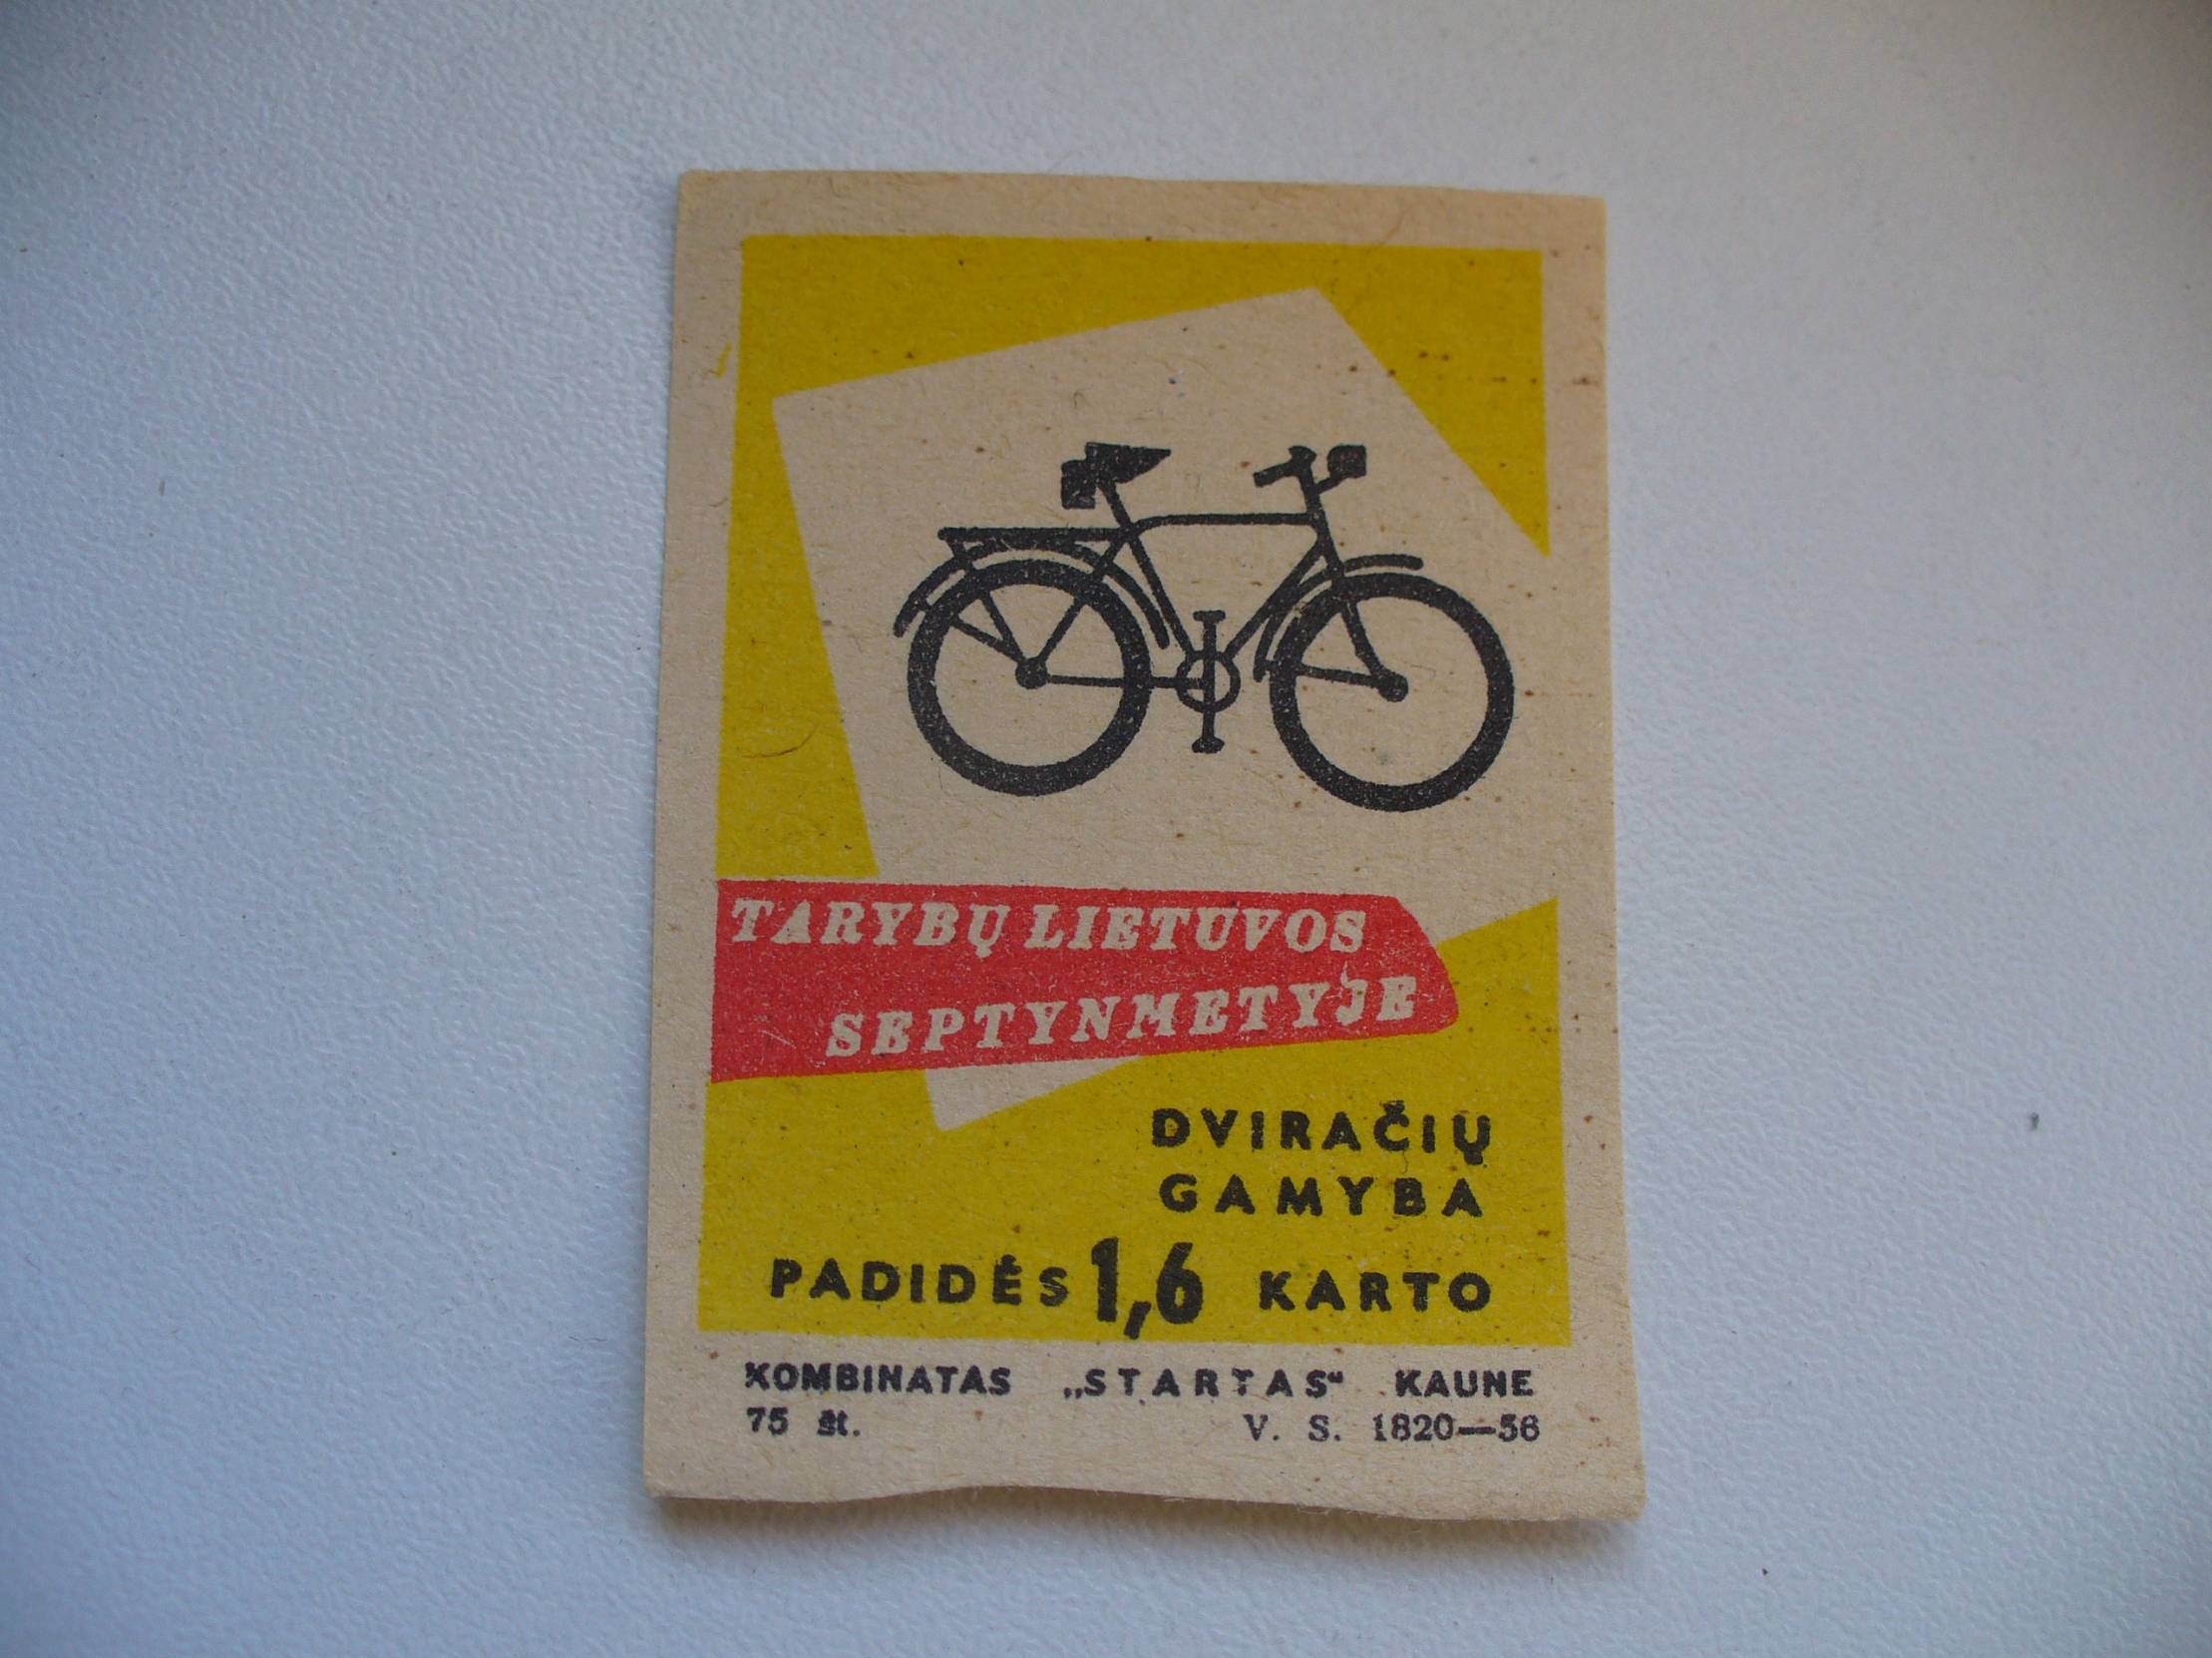 TARYBŲ LIETUVOS
SEPTYNMETYJE
DVIRAČIŲ
GAMYBA
PADIDĖS 1,6 KARTO
KOMBINATAS „STARTAS“ KAUNE
75 št. V. S. 1820—56